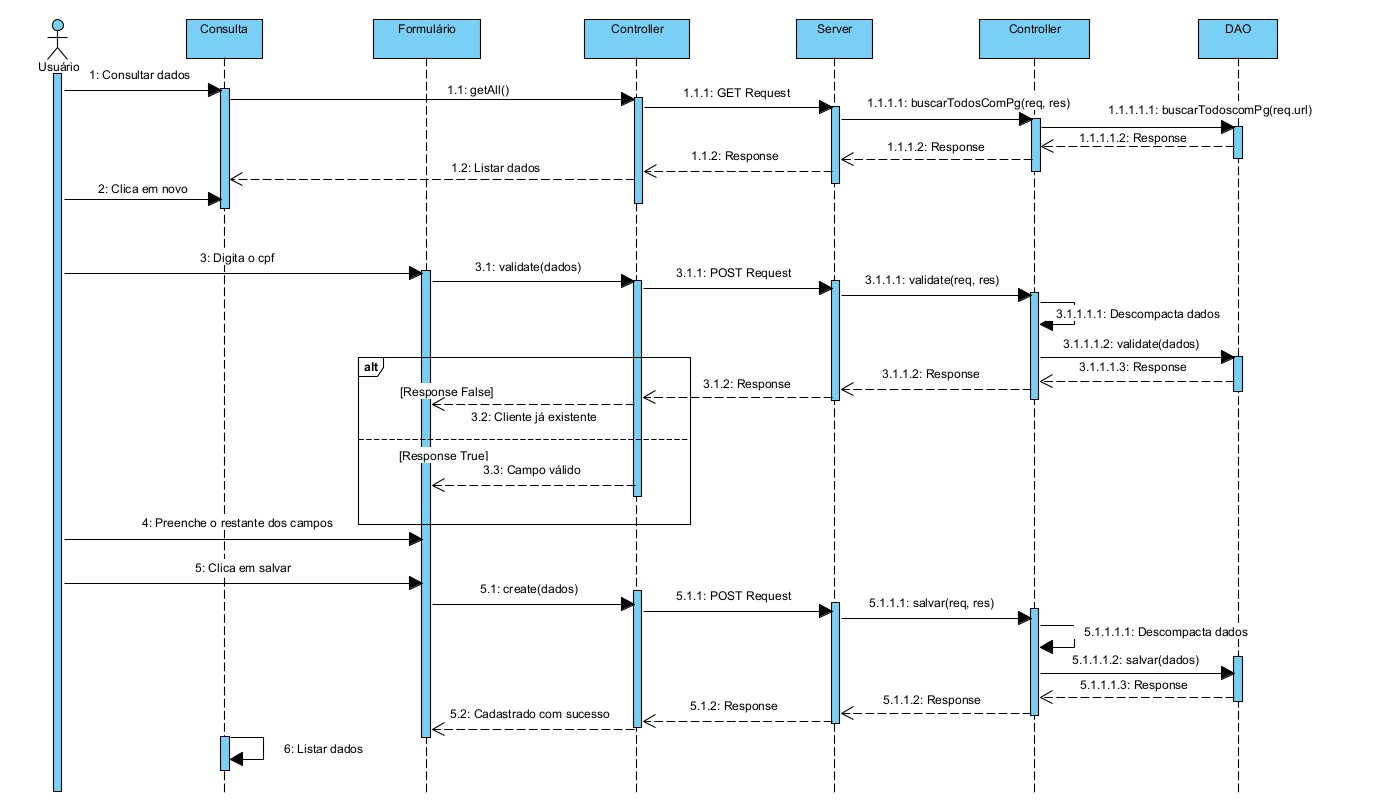 Consulta
Formulário
Controller
Server
Controller
DAO
Usuário
1: Consultar dados
1.1: getAll()
1.1.1: GET Request
1.1.1.1: buscarTodosComPg(req, res)
1.1.1.1.1: buscarTodoscomPg(req.url)
1.1.1.1.2: Response
1.1.1.2: Response
1.1.2: Response
1.2: Listar dados
2: Clica em novo
3: Digita o cpf
3.1: validate(dados)
3.1.1: POST Request
3.1.1.1: validate(req, res)
3.1.1.1.1: Descompacta dados
3.1.1.1.2: validate(dados)
3.1.1.1.3: Response
3.1.1.2: Response
3.1.2: Response
alt
[Response False]
3.2: Cliente já existente
[Response True]
3.3: Campo válido
4: Preenche o restante dos campos
5: Clica em salvar
5.1: create(dados)
5.1.1: POST Request
5.1.1.1: salvar(req, res)
5.1.1.1.1: Descompacta dados
5.1.1.1.2: salvar(dados)
5.1.1.1.3: Response
5.1.1.2: Response
5.1.2: Response
5.2: Cadastrado com sucesso
6: Listar dados